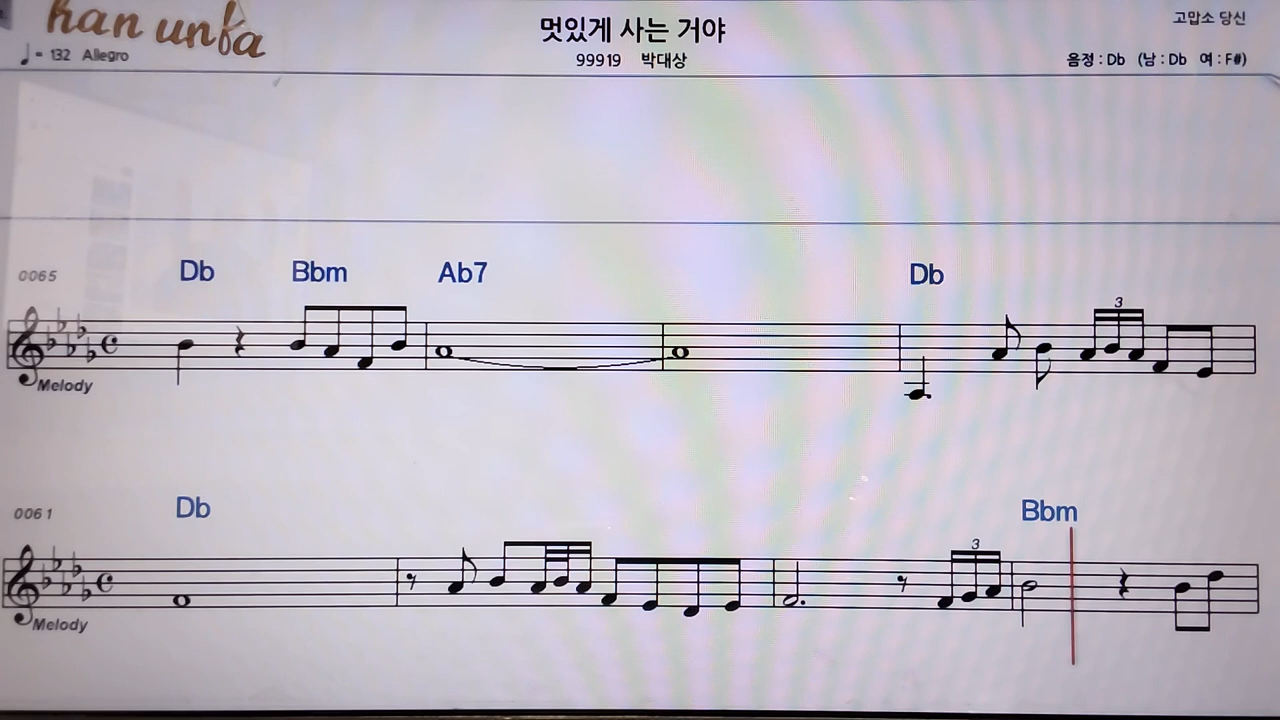 han unfa
♩= 132 Allegro
멋있게 사는 거야
99919 박대상
고맙소 당신
음정 : Db (남 : Db 여 : F#)
0065
Db Bbm Ab7 Db
3
Melody
0061
Db Bbm
3
Melody